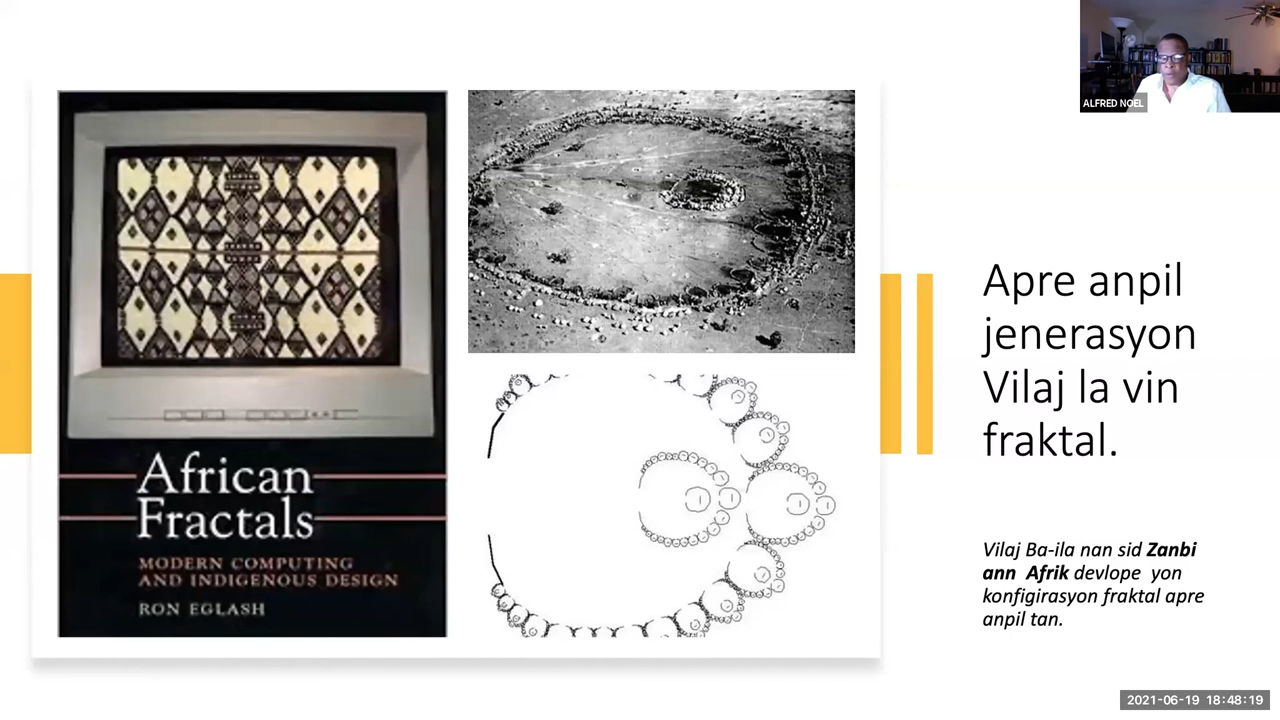 African
Fractals
MODERN COMPUTING
AND INDIGENOUS DESIGN
RON EGLASH
ALFRED NOEL
Apre anpil
jenerasyon
Vilaj la vin
fraktal.
Vilaj Ba-ila nan sid Zanbi
ann Afrik devlope yon
konfigirasyon fraktal apre
anpil tan.
2021-06-19 18:48:19